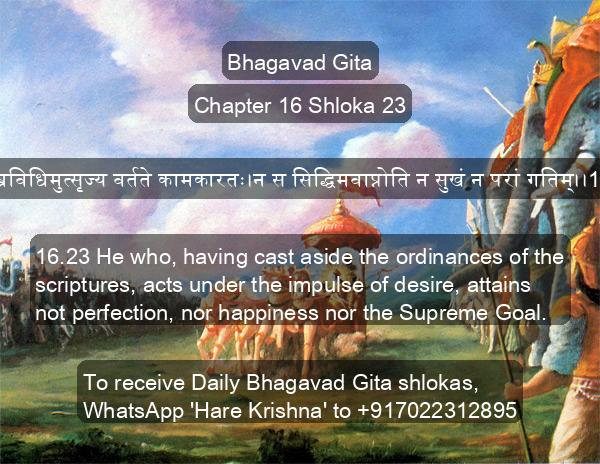 Bhagavad Gita
Chapter 16 Shloka 23
वर्तते कामकारतः।न स सिद्धिमवाप्नोति न सुखं न परां गतिम्।।1
16.23 He who, having cast aside the ordinances of the
scriptures, acts under the impulse of desire, attains
not perfection, nor happiness nor the Supreme Goal.
To receive Daily Bhagavad Gita shlokas,
WhatsApp 'Hare Krishna' to +917022312895